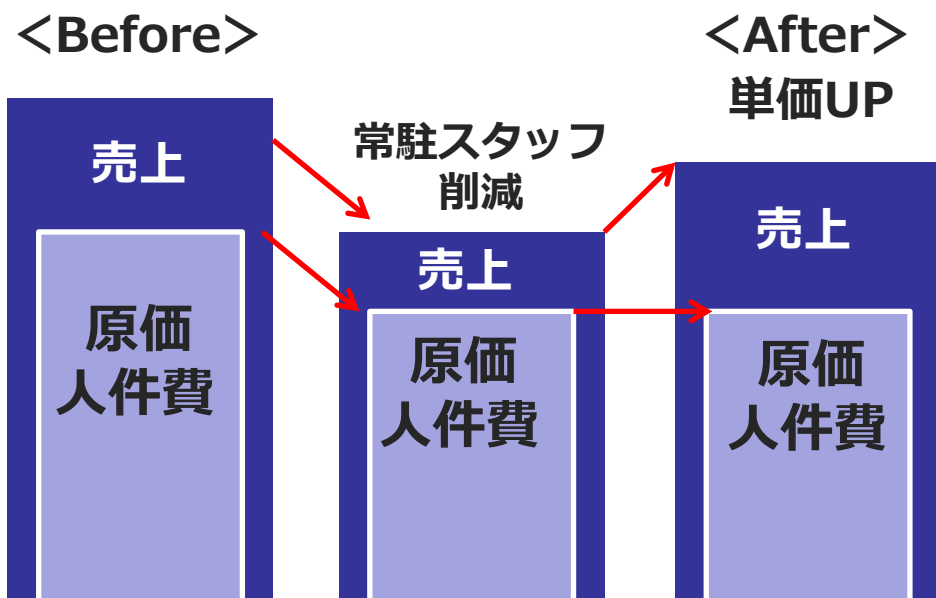 ＜Before＞
売上
原価
人件費
常駐スタッフ
削減
売上
原価
人件費
＜After＞
単価UP
売上
原価
人件費